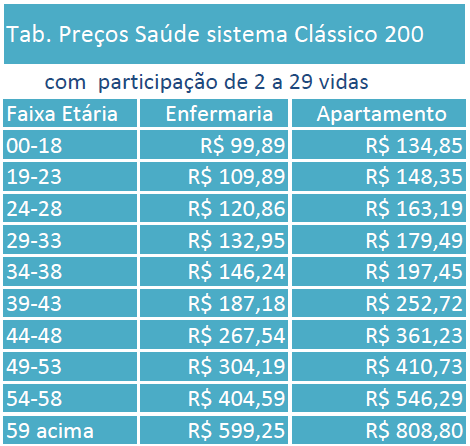 Tab. Preços Saúde sistema Clássico 200
com participação de 2 a 29 vidas
Faixa Etária Enfermaria Apartamento
00-18 R$ 99,89 R$ 134,85
19-23 R$ 109,89 R$ 148,35
24-28 R$ 120,86 R$ 163,19
29-33 R$ 132,95 R$ 179,49
34-38 R$ 146,24 R$ 197,45
39-43 R$ 187,18 R$ 252,72
44-48 R$ 267,54 R$ 361,23
49-53 R$ 304,19 R$ 410,73
54-58 R$ 404,59 R$ 546,29
59 acima R$ 599,25 R$ 808,80